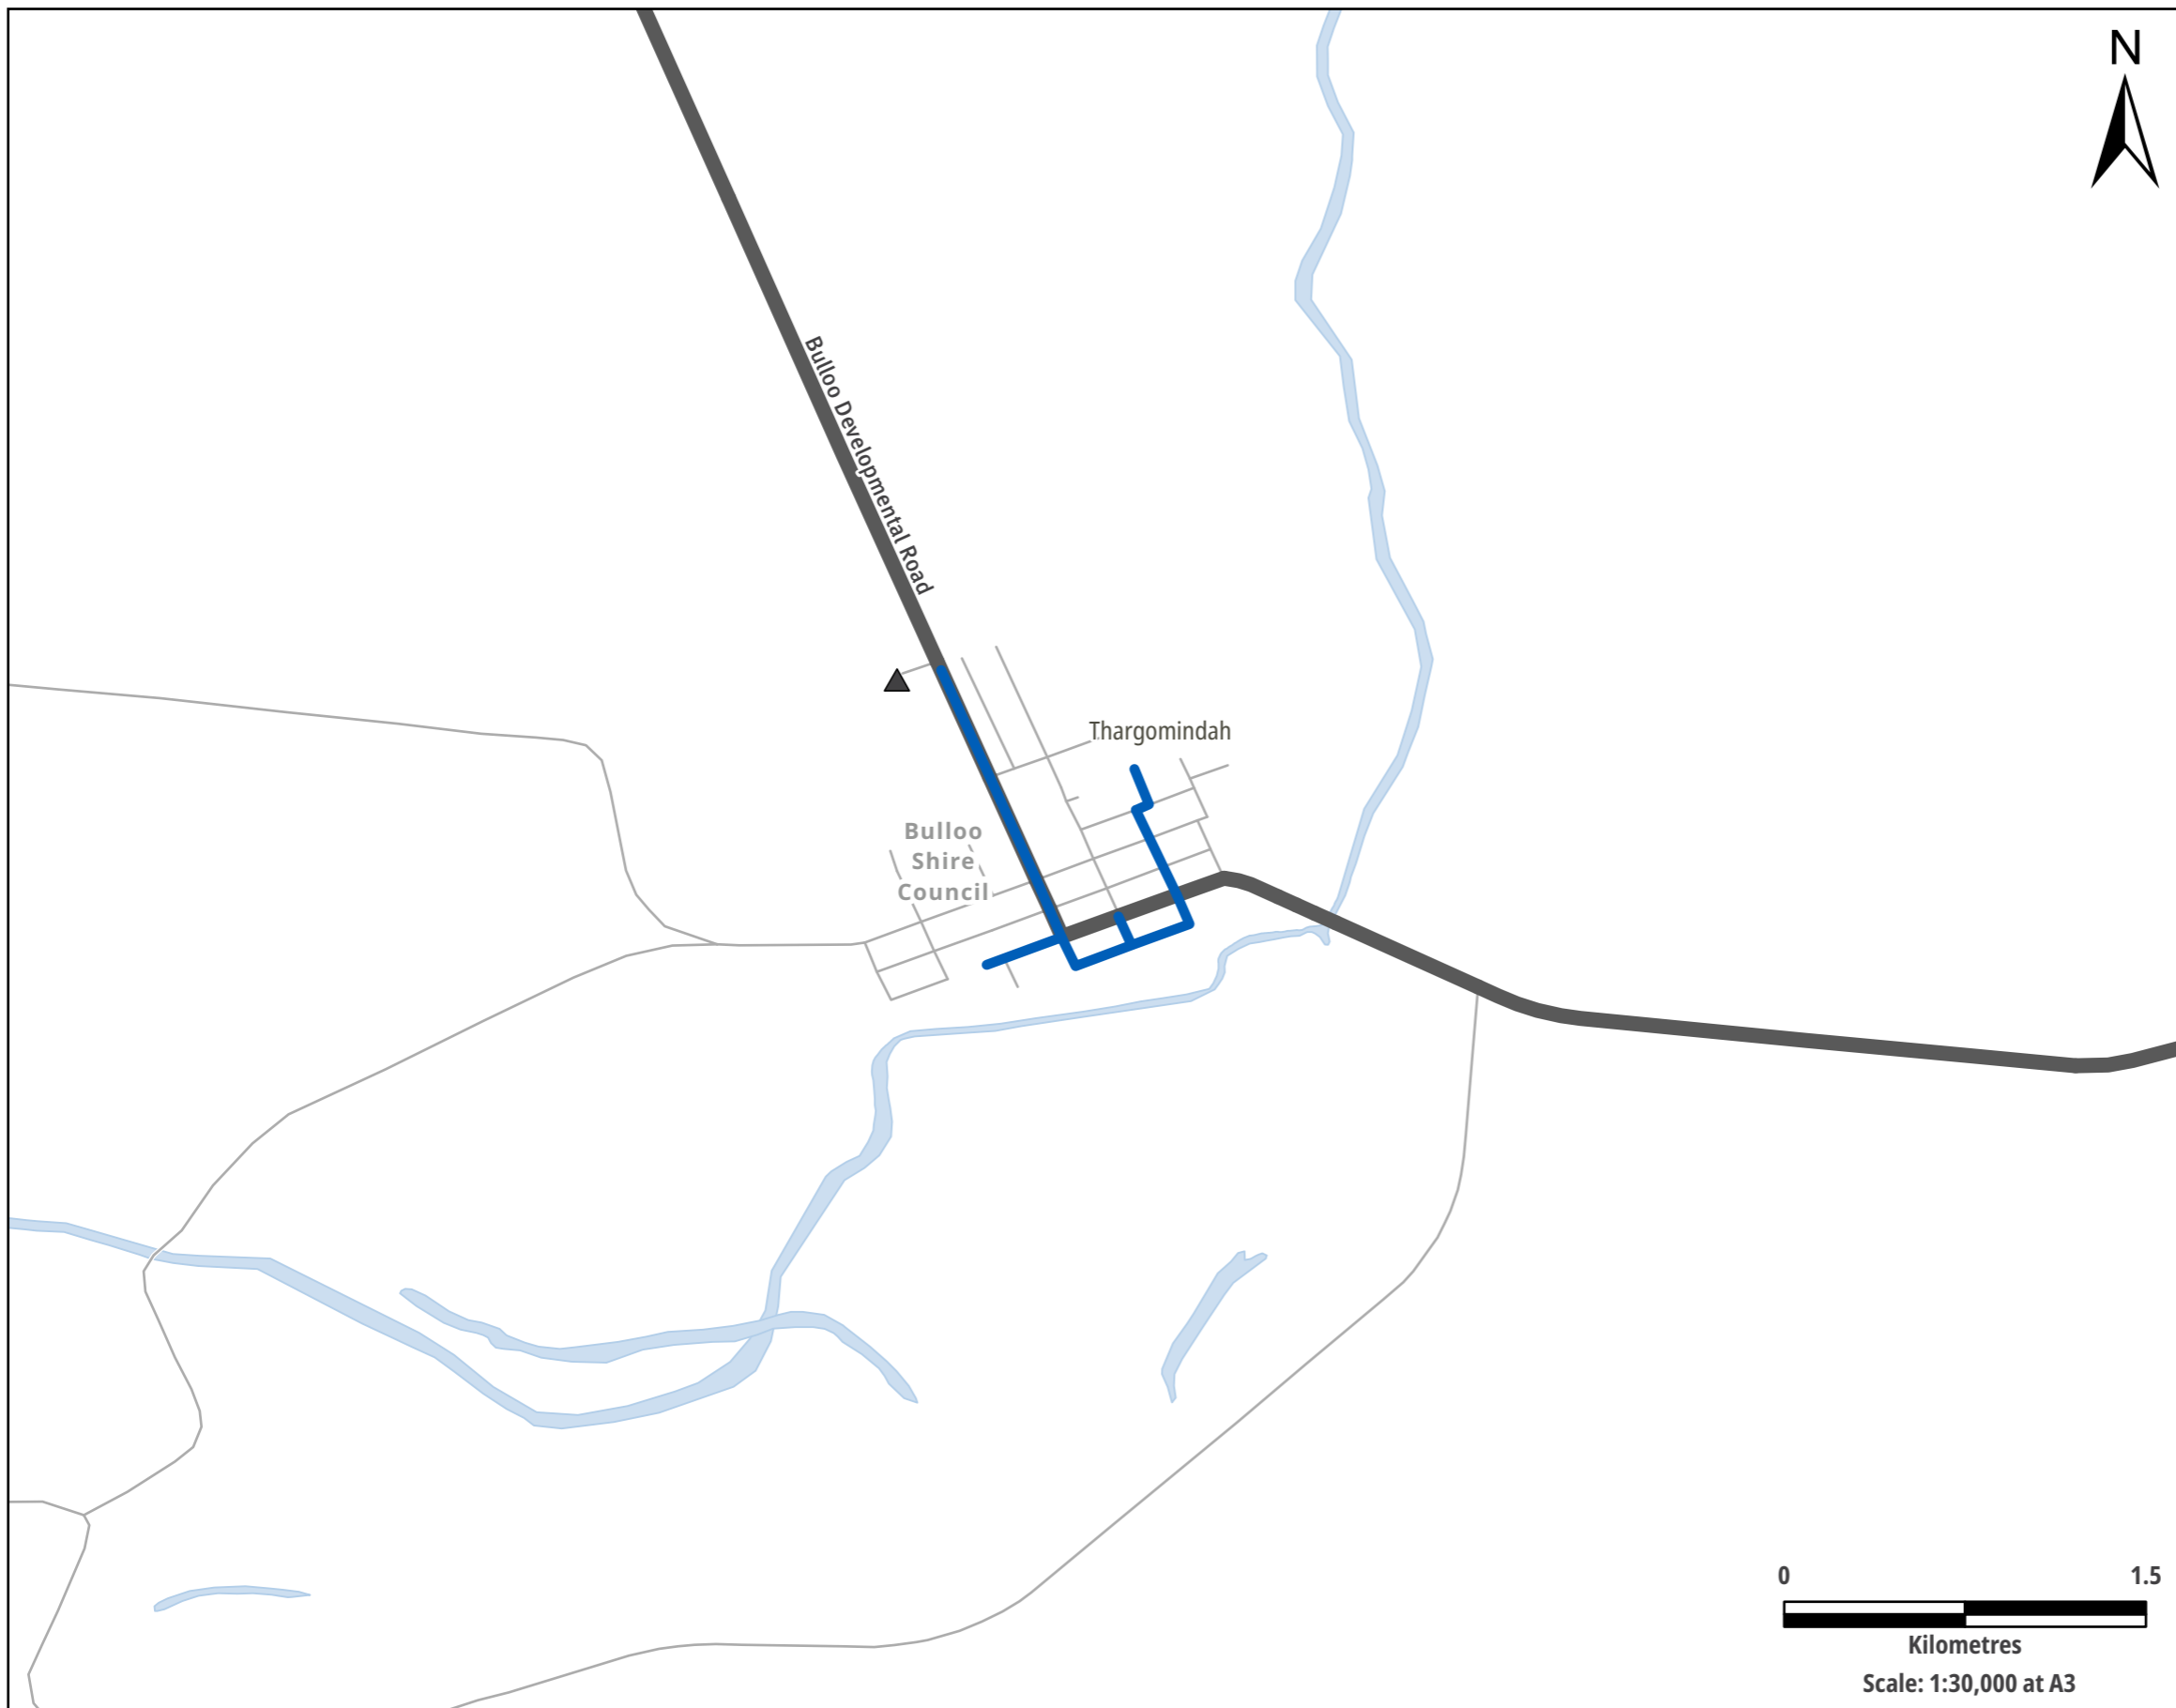 N
Bulloo Developmental Road
Thargomindah
Bulloo
Shire
Council
0 1.5
Kilometres
Scale: 1:30,000 at A3